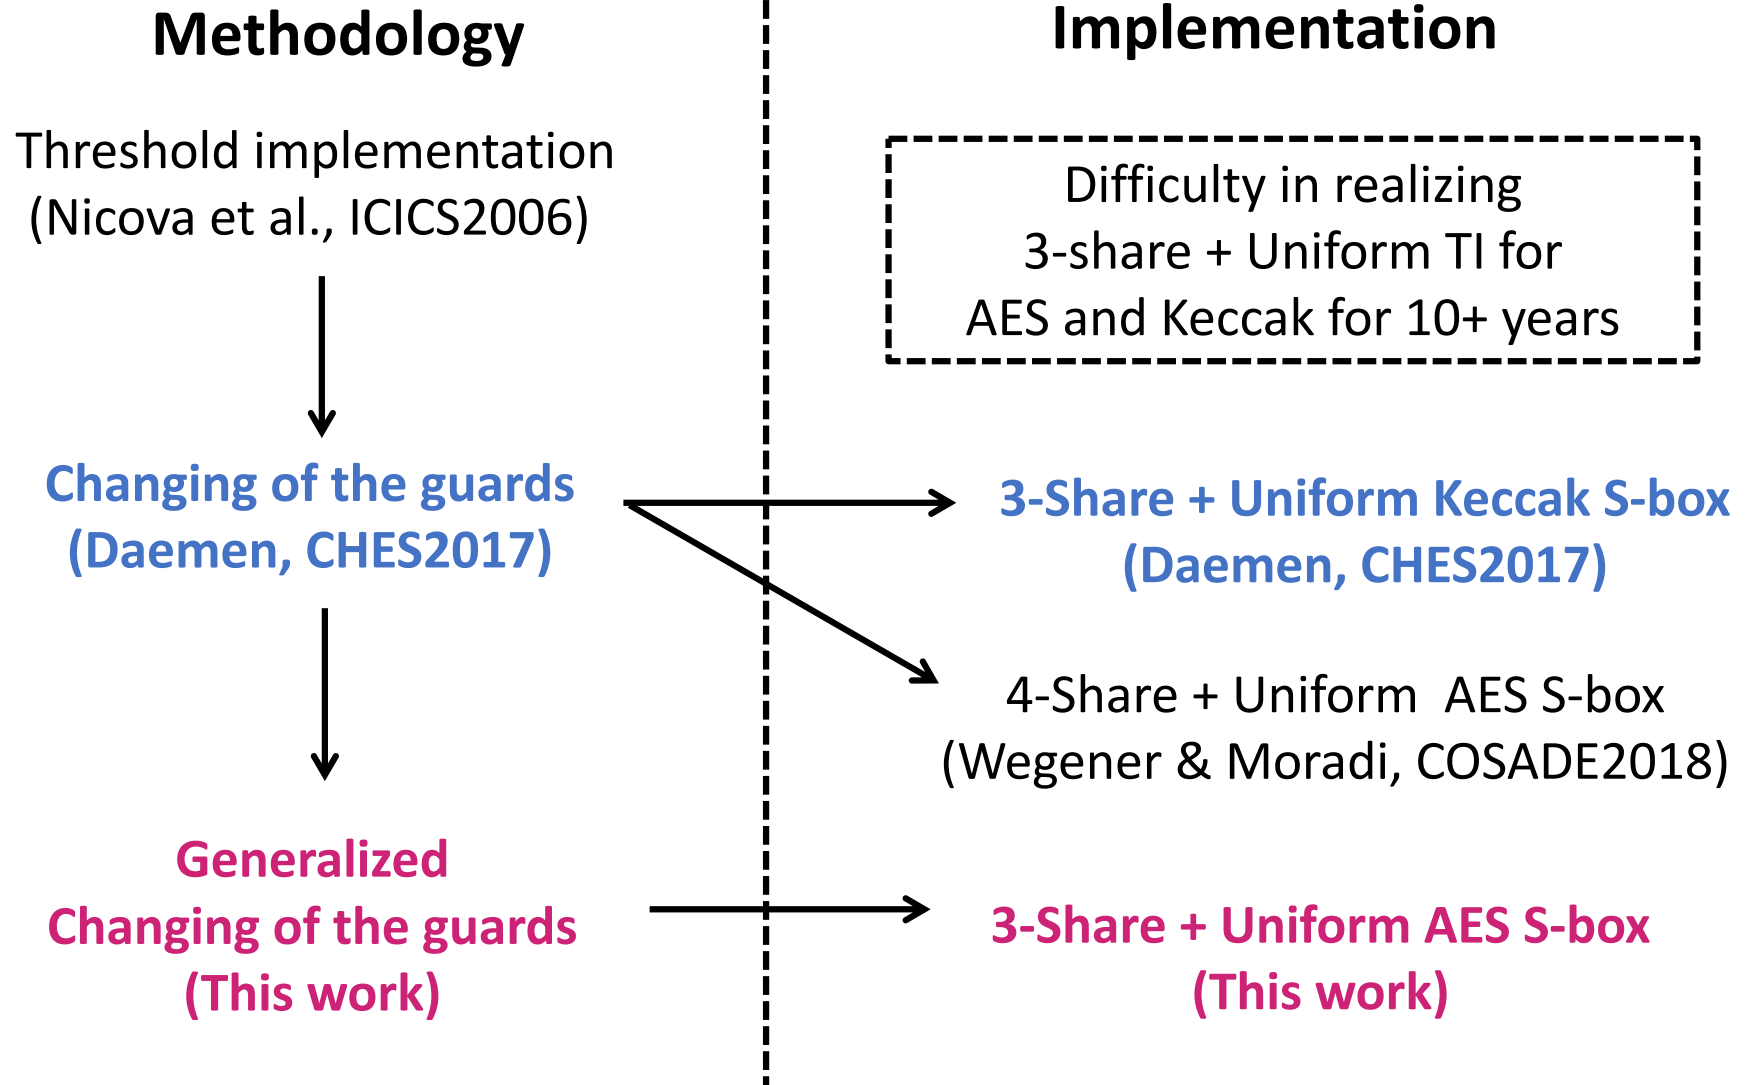 Methodology
Threshold implementation
(Nicova et al., ICICS2006)
Changing of the guards
(Daemen, CHES2017)
Generalized
Changing of the guards
(This work)
Implementation
Difficulty in realizing
3-share + Uniform TI for
AES and Keccak for 10+ years
3-Share + Uniform Keccak S-box
(Daemen, CHES2017)
4-Share + Uniform AES S-box
(Wegener & Moradi, COSADE2018)
3-Share + Uniform AES S-box
(This work)